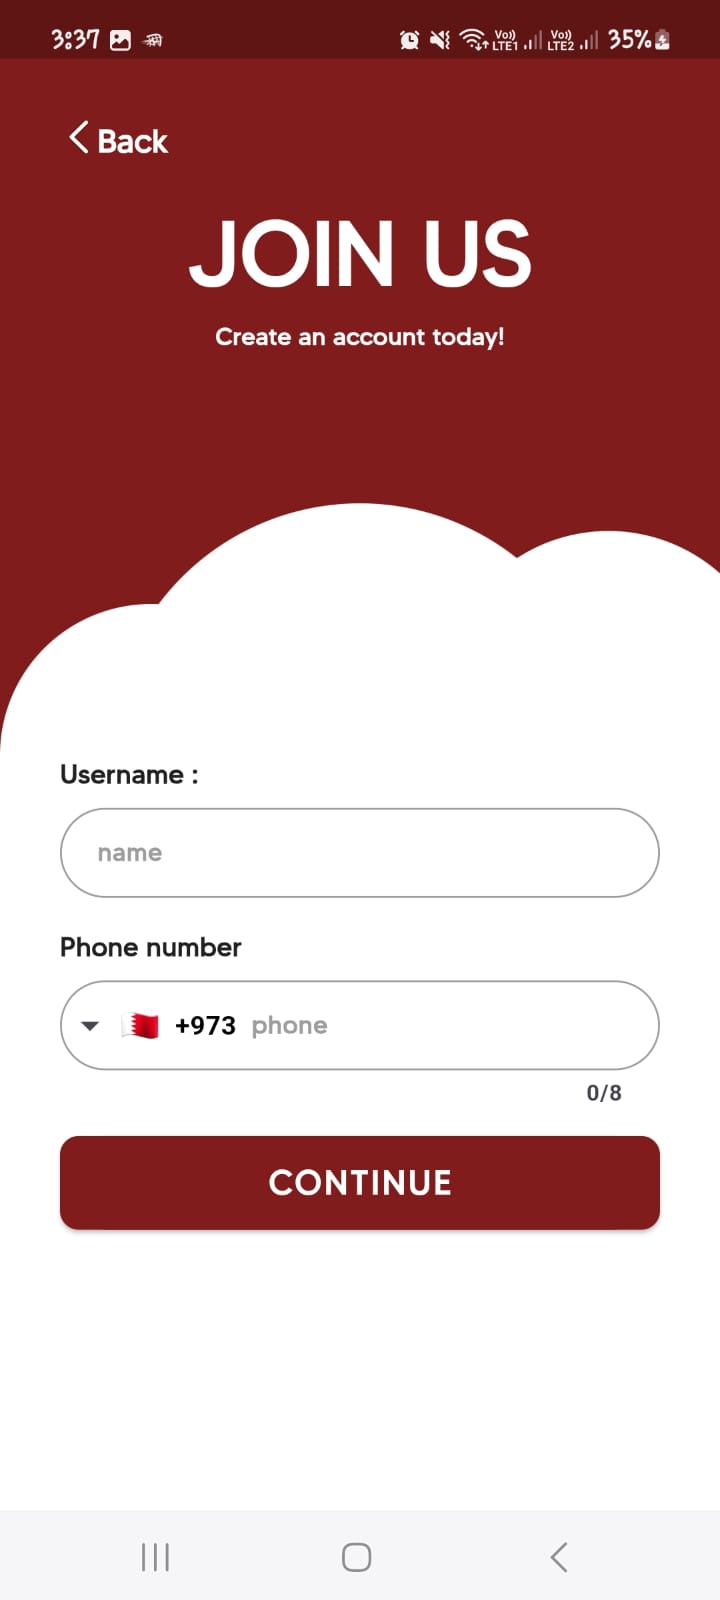 3:37 Vo)) LTE1 Vo)) LTE2 35%
Back
JOIN US
Create an account today!
Username :
name
Phone number
+973 phone
0/8
CONTINUE